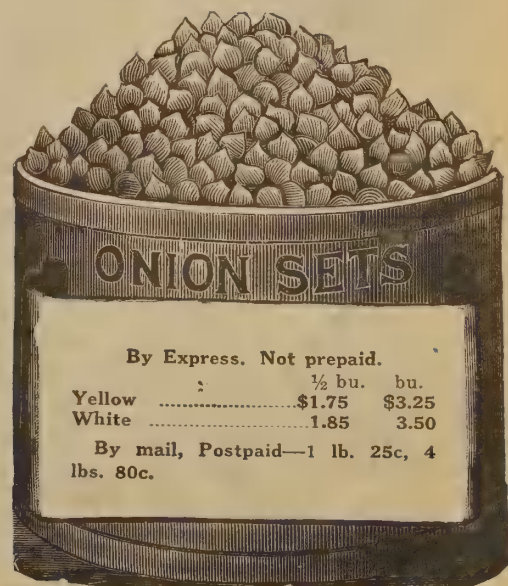 ONION SETS
By Express. Not prepaid.
½ bu. bu.
Yellow ..................$1.75 $3.25
White ......................1.85 3.50
By mail, Postpaid—1 lb. 25c, 4
lbs. 80c.